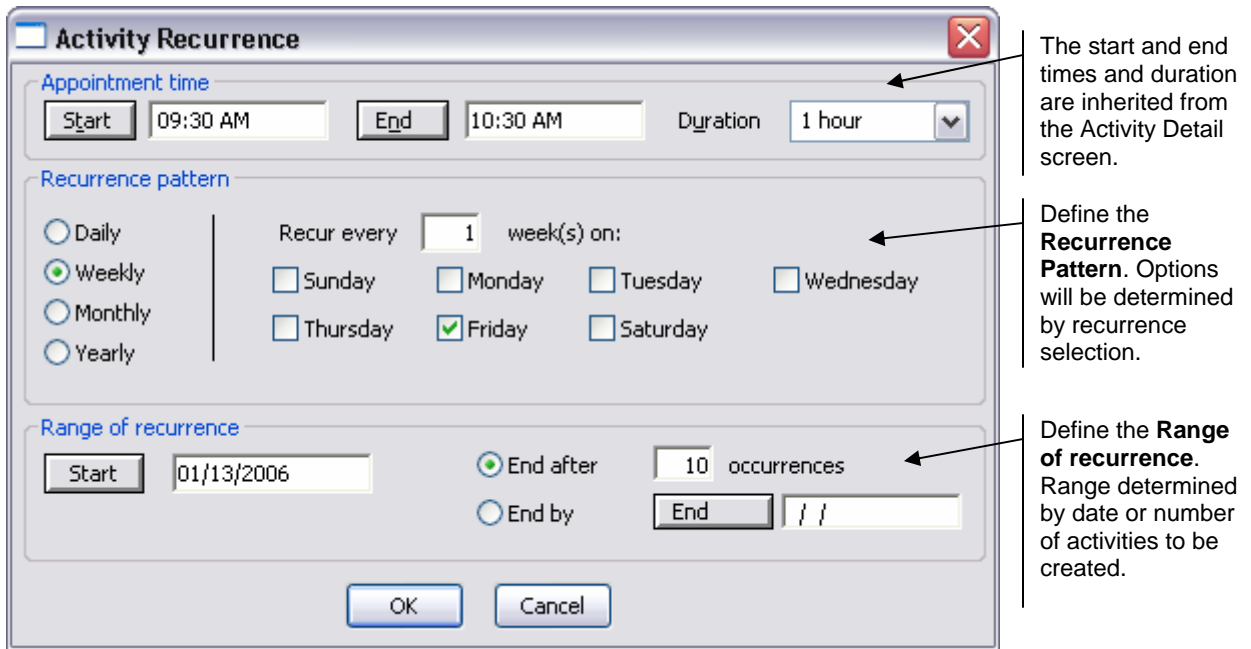 Activity Recurrence
Appointment time
Start 09:30 AM End 10:30 AM Duration 1 hour
Recurrence pattern
Daily
Weekly
Monthly
Yearly
Recur every 1 week(s) on:
Sunday Monday Tuesday Wednesday
Thursday Friday Saturday
Range of recurrence
Start 01/13/2006
End after 10 occurrences
End by End / /
OK Cancel
The start and end
times and duration
are inherited from
the Activity Detail
screen.
Define the
Recurrence
Pattern. Options
will be determined
by recurrence
selection.
Define the Range
of recurrence.
Range determined
by date or number
of activities to be
created.